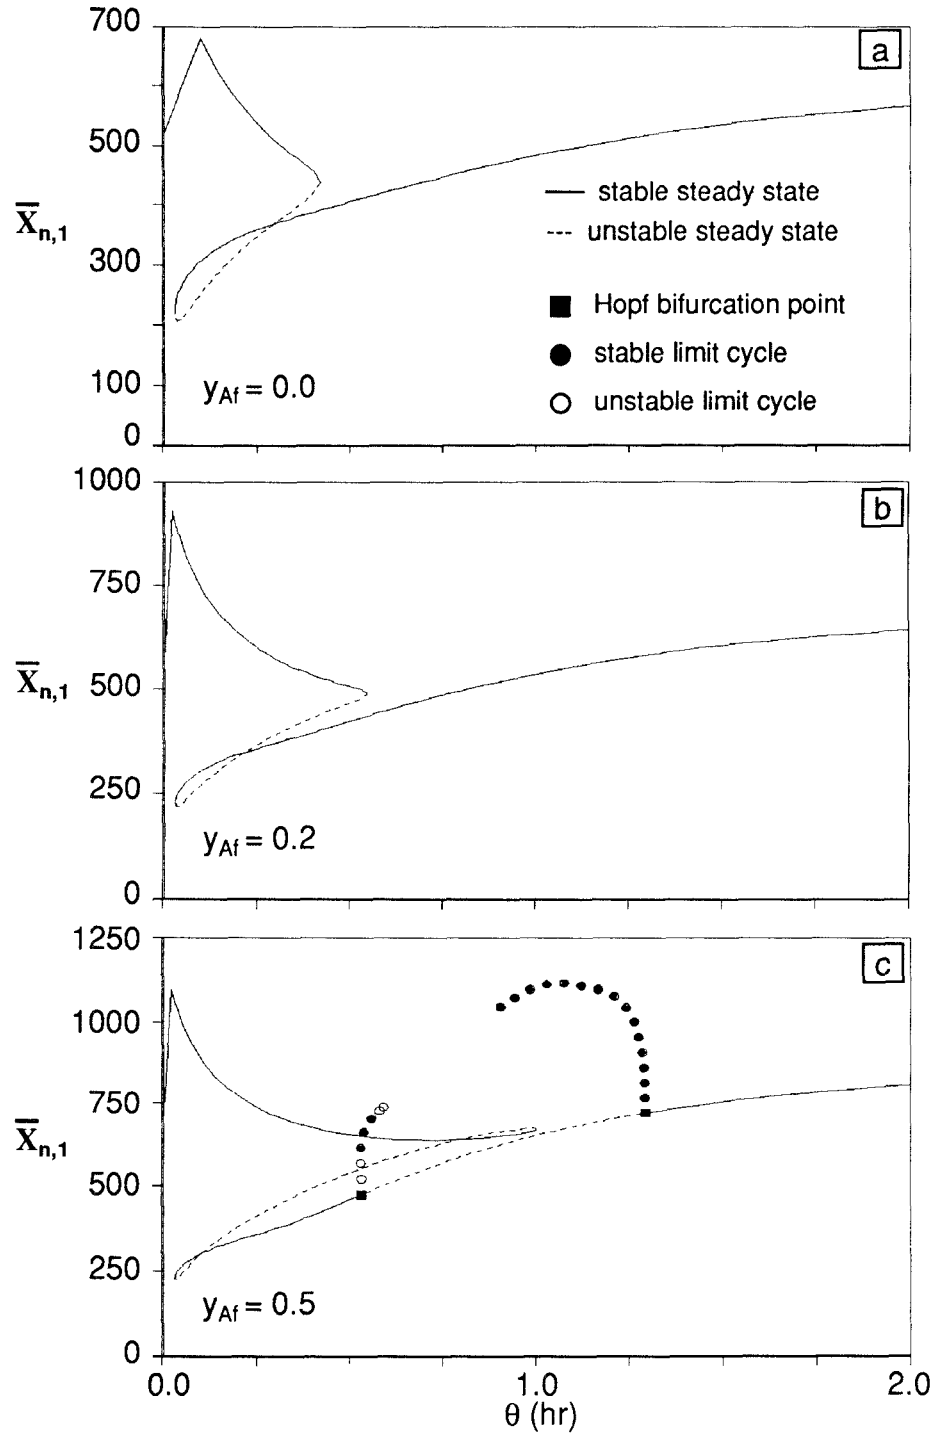 700
a
500
X̅n,1
stable steady state
unstable steady state
300
Hopf bifurcation point
stable limit cycle
100
yAf = 0.0
unstable limit cycle
0
1000
b
750
X̅n,1
500
250
yAf = 0.2
0
1250
c
1000
750
X̅n,1
500
250
yAf = 0.5
0
0.0 1.0 2.0
θ (hr)